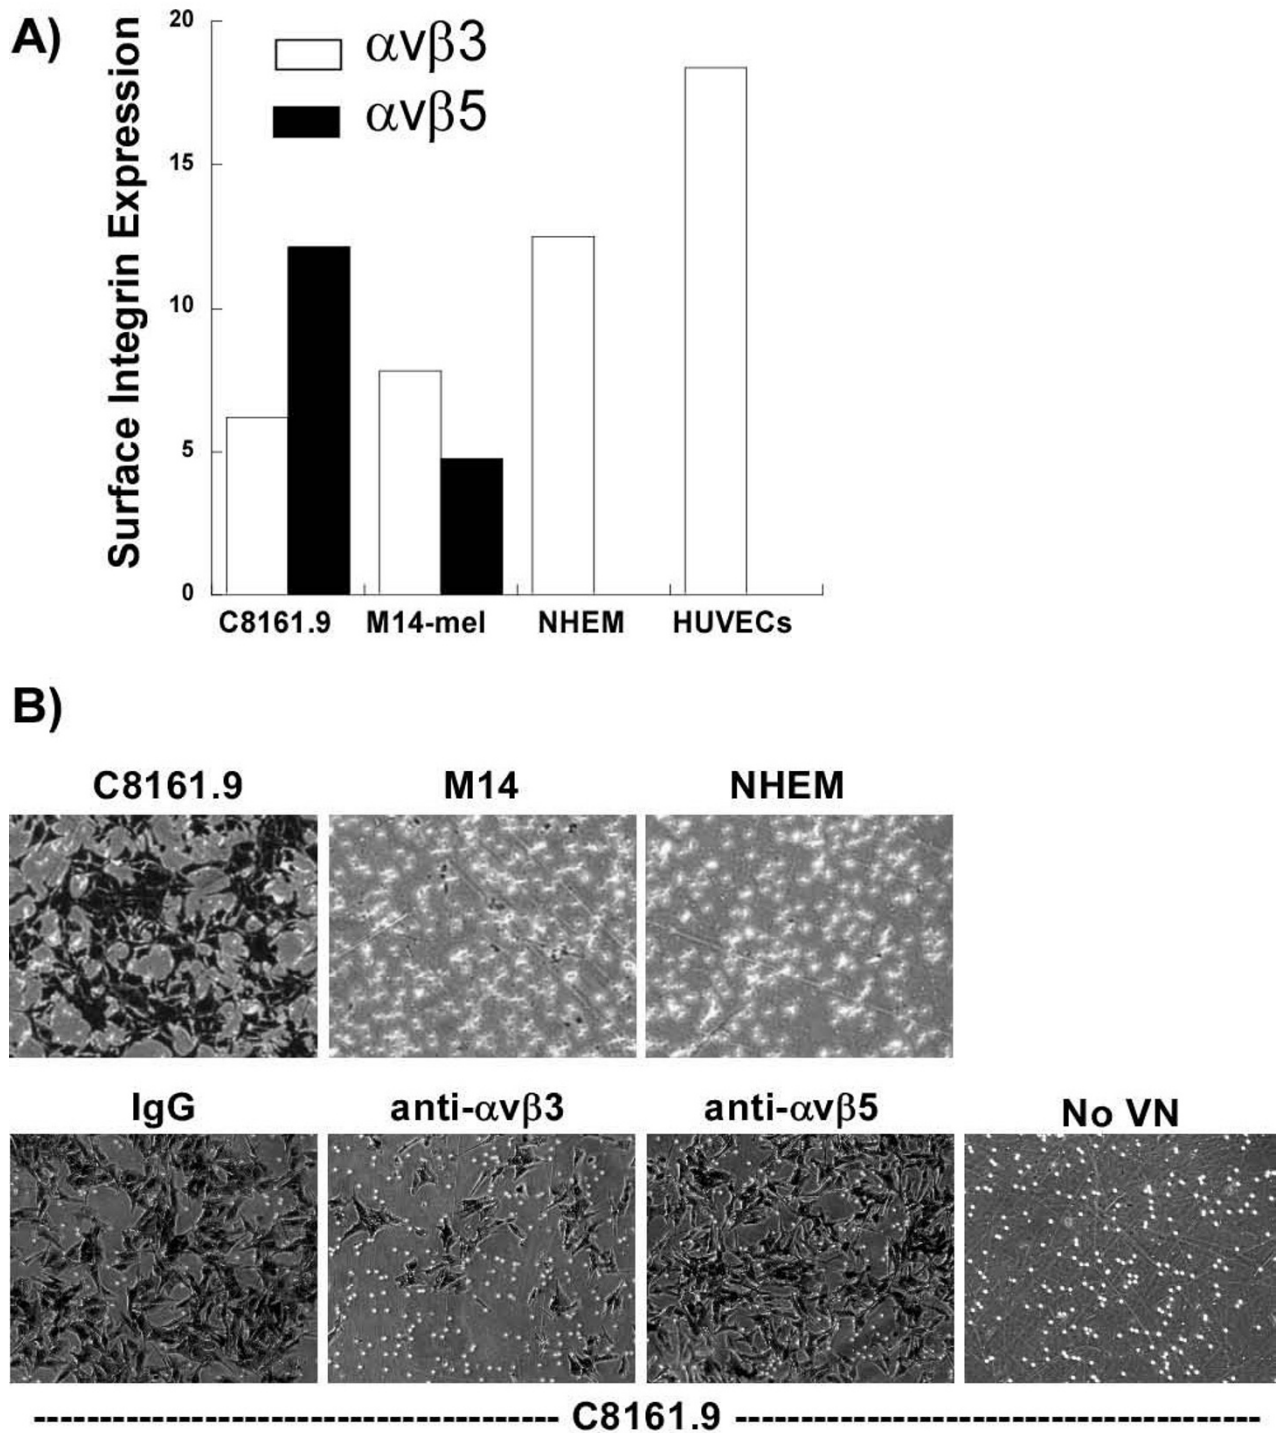 A)
Surface Integrin Expression
20
15
10
5
0
αvβ3
αvβ5
C8161.9 M14-mel NHEM HUVECs
B)
C8161.9 M14 NHEM
IgG anti-αvβ3 anti-αvβ5 No VN
---------------------------------------- C8161.9 ----------------------------------------